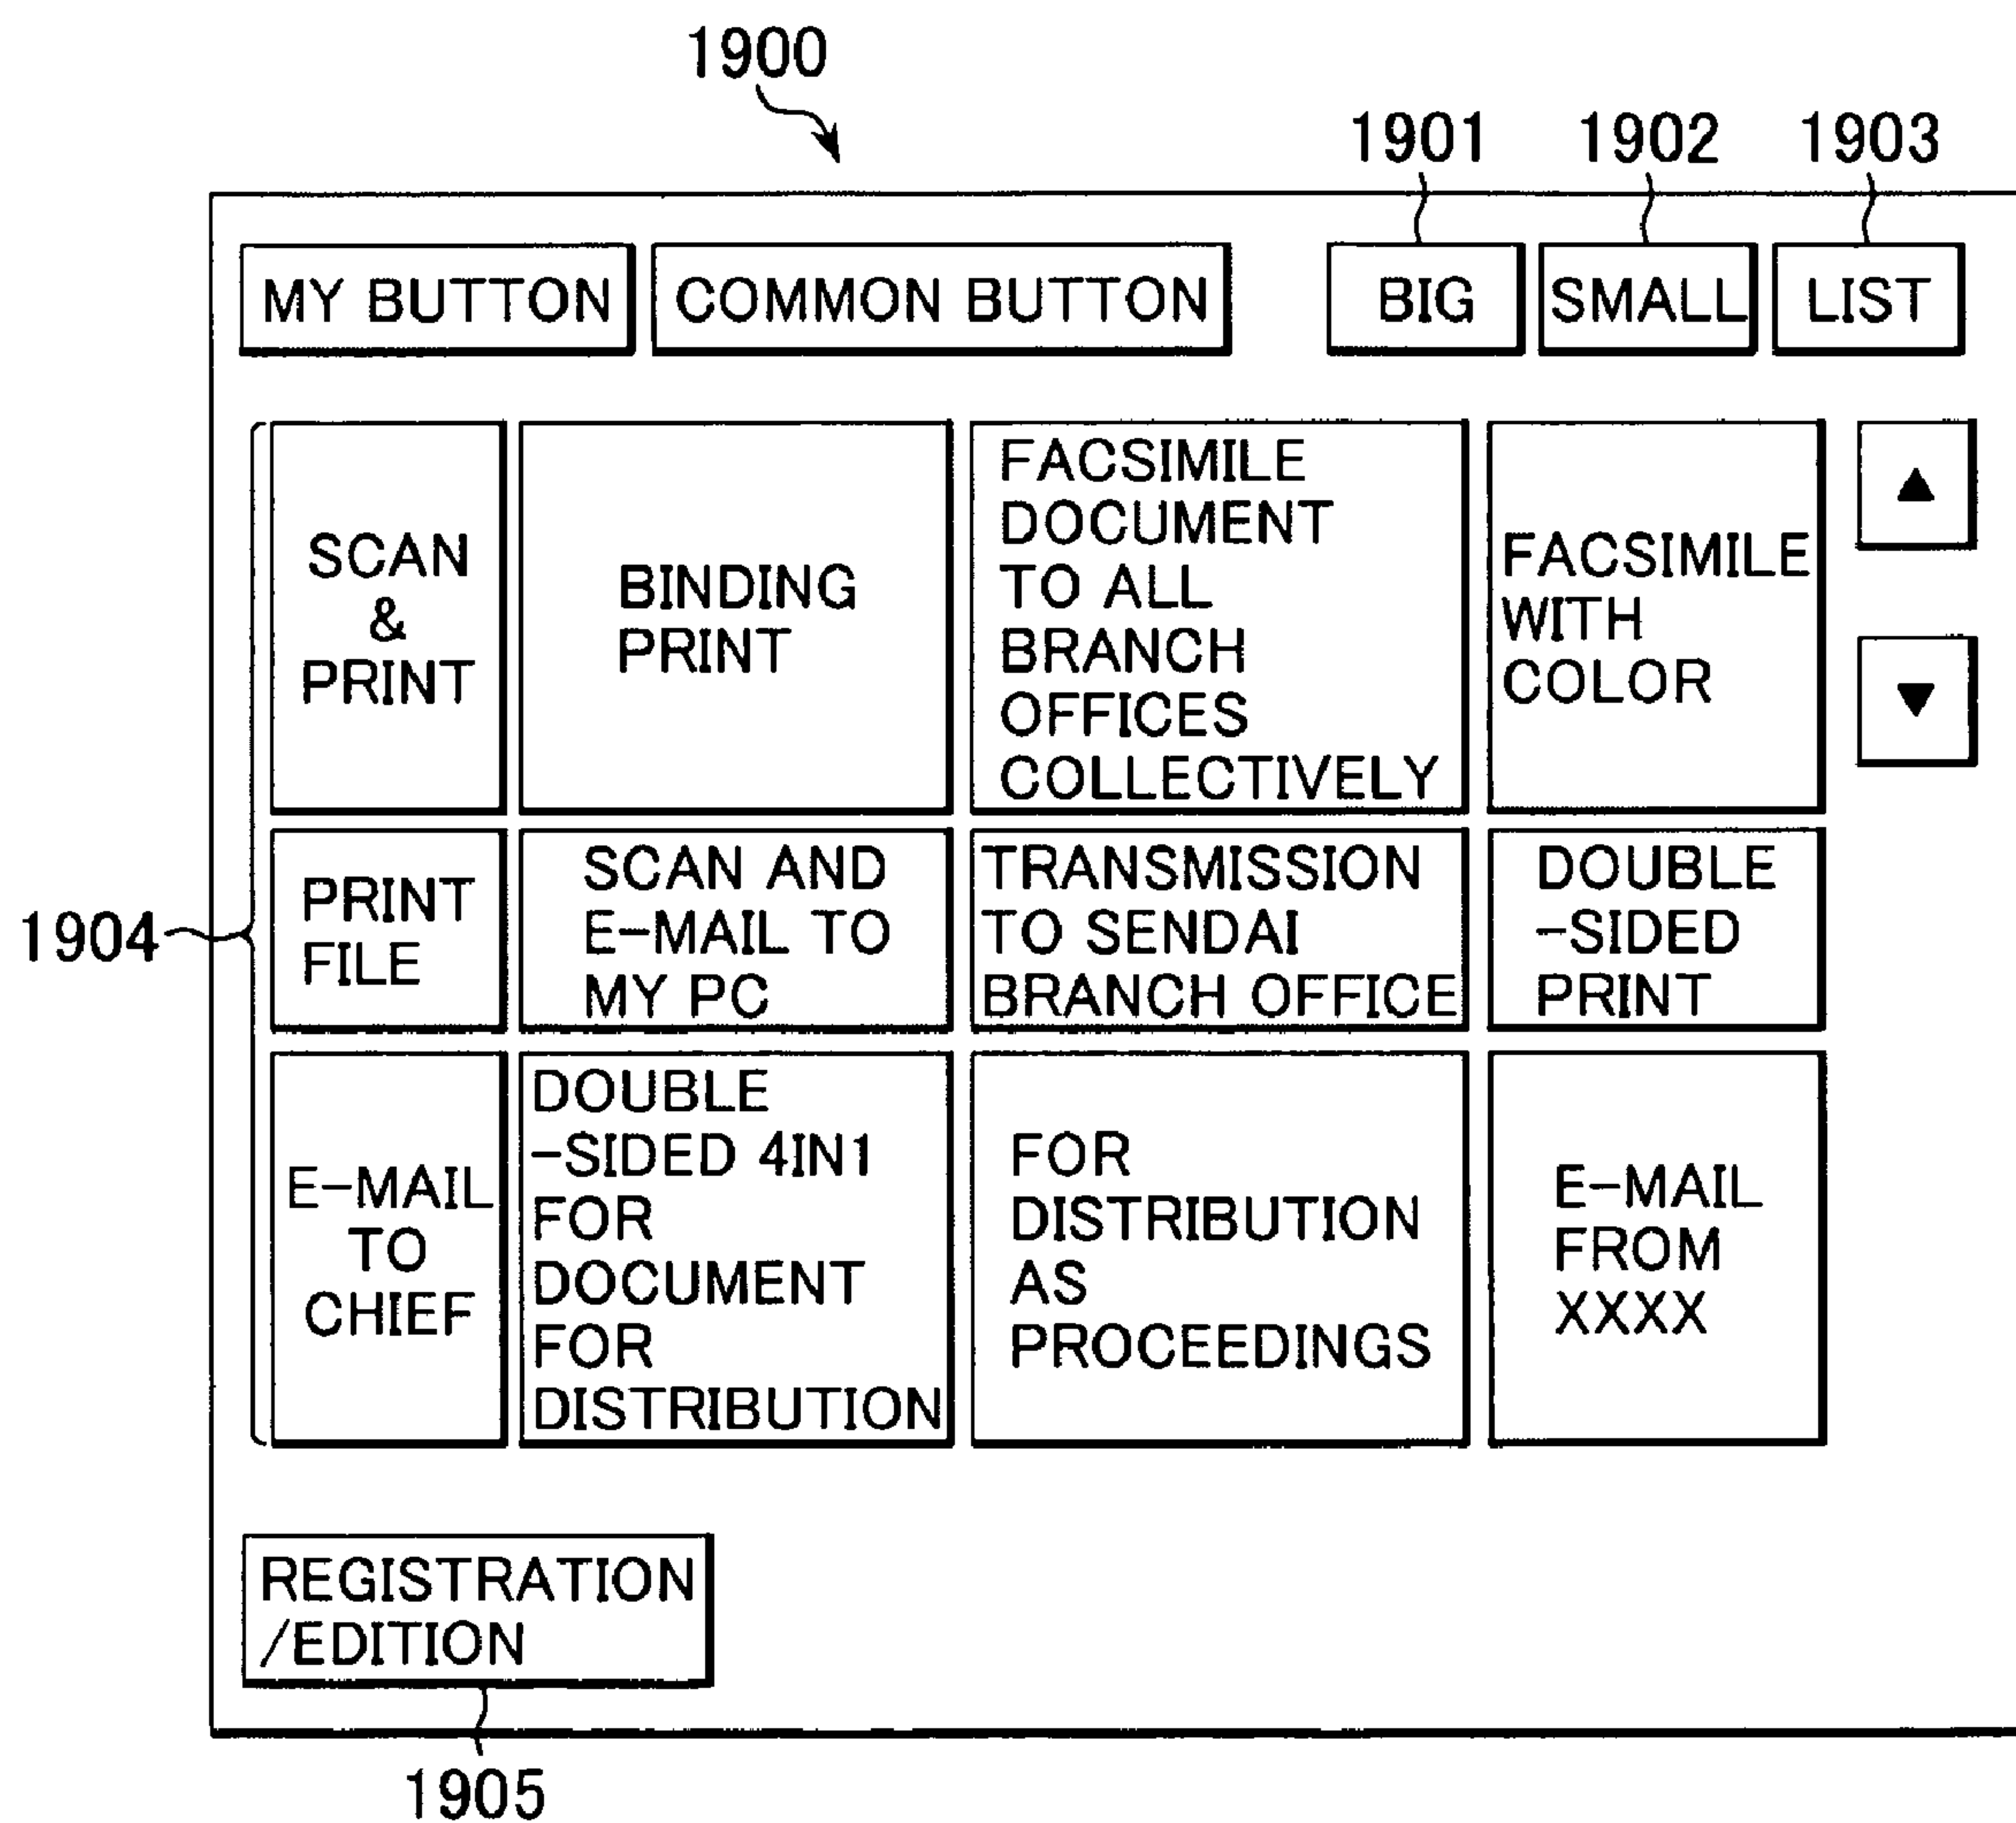 1900
1901 1902 1903
MY BUTTON COMMON BUTTON BIG SMALL LIST
SCAN
&
PRINT
BINDING
PRINT
FACSIMILE
DOCUMENT
TO ALL
BRANCH
OFFICES
COLLECTIVELY
FACSIMILE
WITH
COLOR
▲
▼
1904
PRINT
FILE
SCAN AND
E-MAIL TO
MY PC
TRANSMISSION
TO SENDAI
BRANCH OFFICE
DOUBLE
-SIDED
PRINT
E-MAIL
TO
CHIEF
DOUBLE
-SIDED 4IN1
FOR
DOCUMENT
FOR
DISTRIBUTION
FOR
DISTRIBUTION
AS
PROCEEDINGS
E-MAIL
FROM
XXXX
REGISTRATION
/EDITION
1905